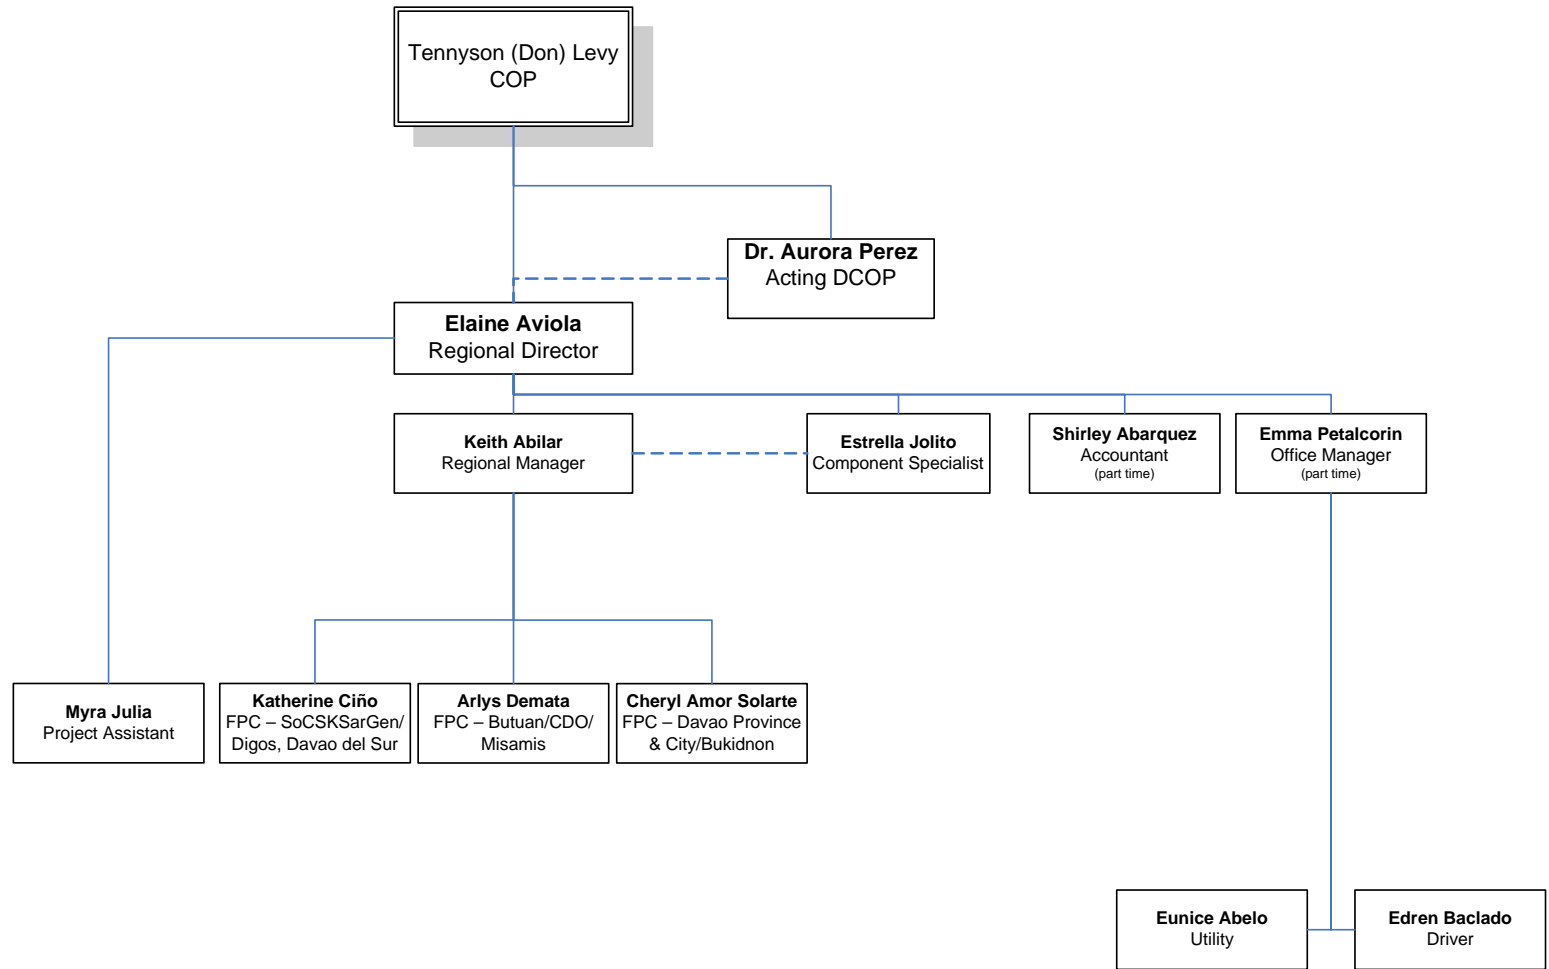 Tennyson (Don) Levy
COP
Dr. Aurora Perez
Acting DCOP
Elaine Aviola
Regional Director
Keith Abilar
Regional Manager
Estrella Jolito
Component Specialist
Shirley Abarquez
Accountant
(part time)
Emma Petalcorin
Office Manager
(part time)
Myra Julia
Project Assistant
Katherine Ciño
FPC – SoCSKSarGen/
Digos, Davao del Sur
Arlys Demata
FPC – Butuan/CDO/
Misamis
Cheryl Amor Solarte
FPC – Davao Province
& City/Bukidnon
Eunice Abelo
Utility
Edren Baclado
Driver